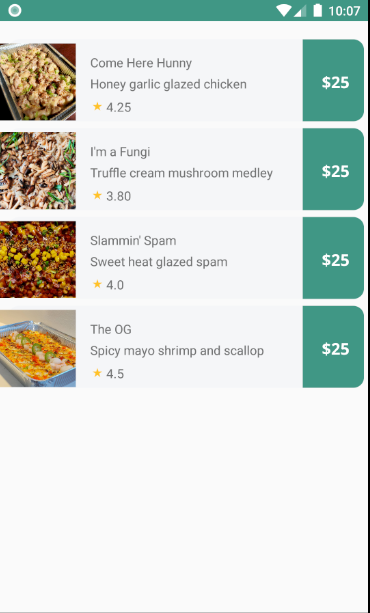 10:07
Come Here Hunny
Honey garlic glazed chicken
★ 4.25
$25
I'm a Fungi
Truffle cream mushroom medley
★ 3.80
$25
Slammin' Spam
Sweet heat glazed spam
★ 4.0
$25
The OG
Spicy mayo shrimp and scallop
★ 4.5
$25